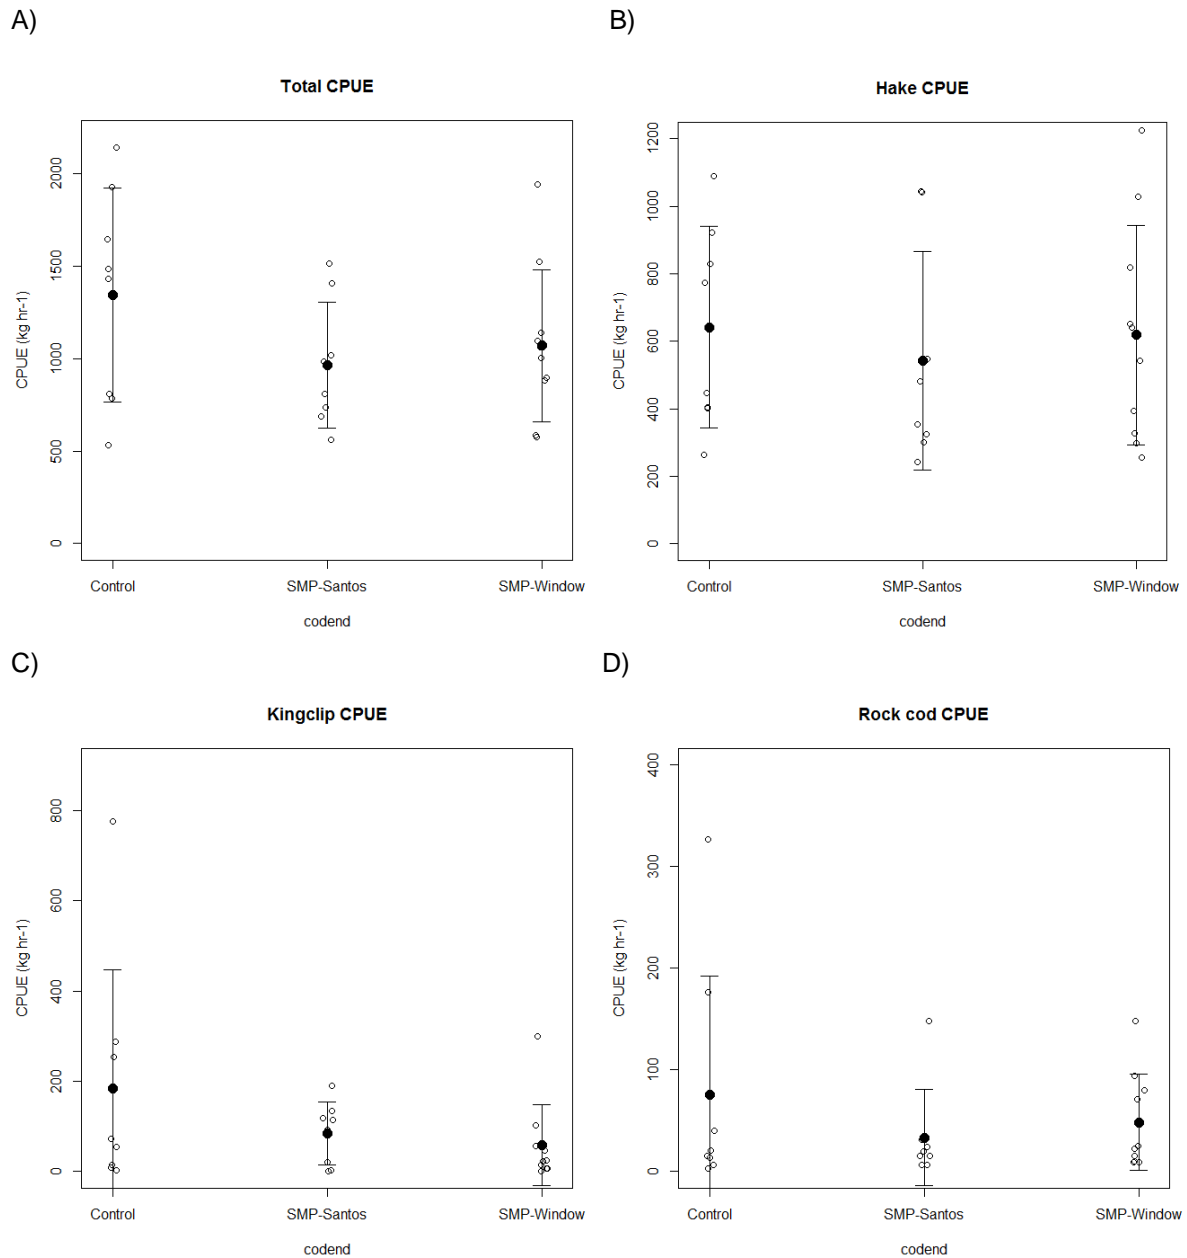 A)
B)
Total CPUE
CPUE (kg hr-1)
2000
1500
1000
500
0
Control SMP-Santos SMP-Window
codend
Hake CPUE
CPUE (kg hr-1)
1200
1000
800
600
400
200
0
Control SMP-Santos SMP-Window
codend
C)
D)
Kingclip CPUE
CPUE (kg hr-1)
800
600
400
200
0
Control SMP-Santos SMP-Window
codend
Rock cod CPUE
CPUE (kg hr-1)
400
300
200
100
0
Control SMP-Santos SMP-Window
codend